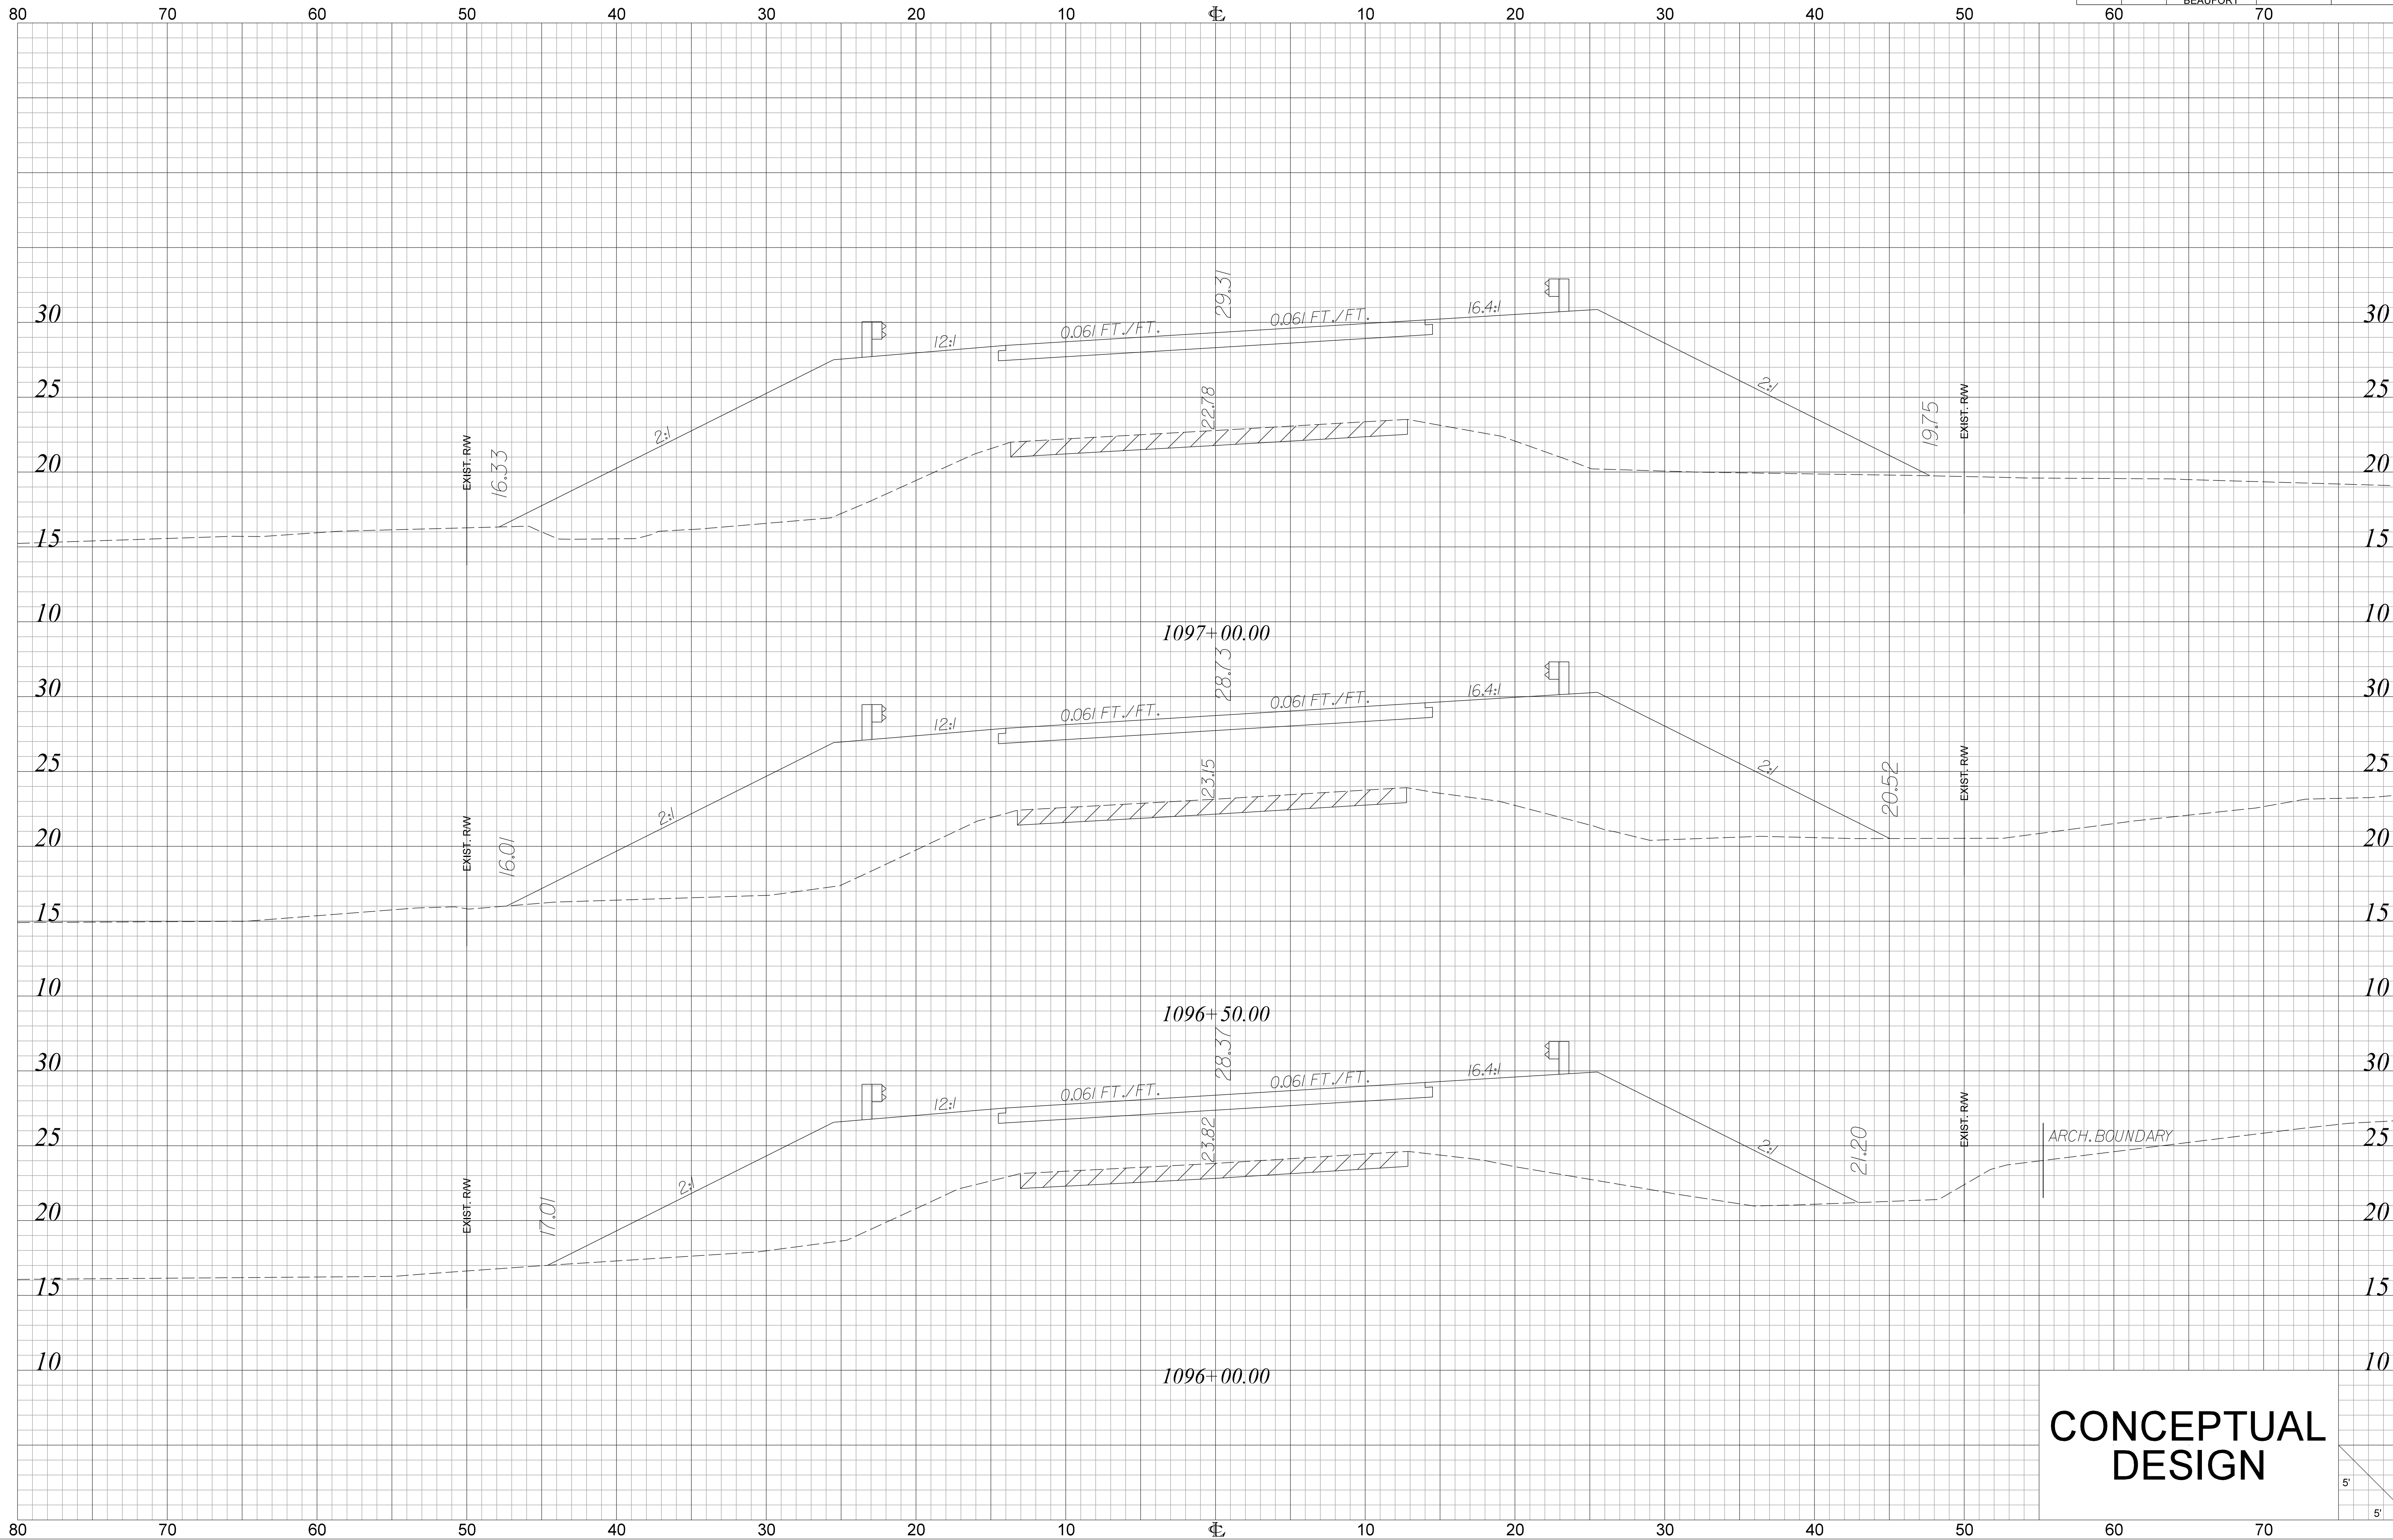 BEAUFORT
80 70 60 50 40 30 20 10 ℄ 10 20 30 40 50 60 70
29.31
30 12:1 0.061 FT./FT. 0.061 FT./FT. 16.4:1 30
25 22.78 2:1 19.75 EXIST. R/W 25
20 EXIST. R/W 16.33 2:1 20
15 15
10 10
1097+00.00
28.73
30 12:1 0.061 FT./FT. 0.061 FT./FT. 16.4:1 30
25 23.15 2:1 20.52 EXIST. R/W 25
20 EXIST. R/W 16.01 2:1 20
15 15
10 10
1096+50.00
28.37
30 12:1 0.061 FT./FT. 0.061 FT./FT. 16.4:1 30
25 23.82 2:1 21.20 EXIST. R/W ARCH. BOUNDARY 25
20 EXIST. R/W 17.01 2:1 20
15 15
10 10
1096+00.00
CONCEPTUAL
DESIGN
5'
5'
80 70 60 50 40 30 20 10 ℄ 10 20 30 40 50 60 70